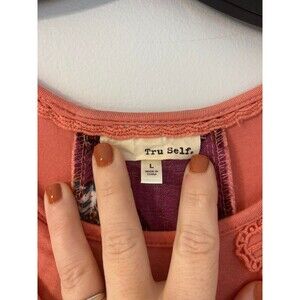 Tru Self.
L
MADE IN
CHINA